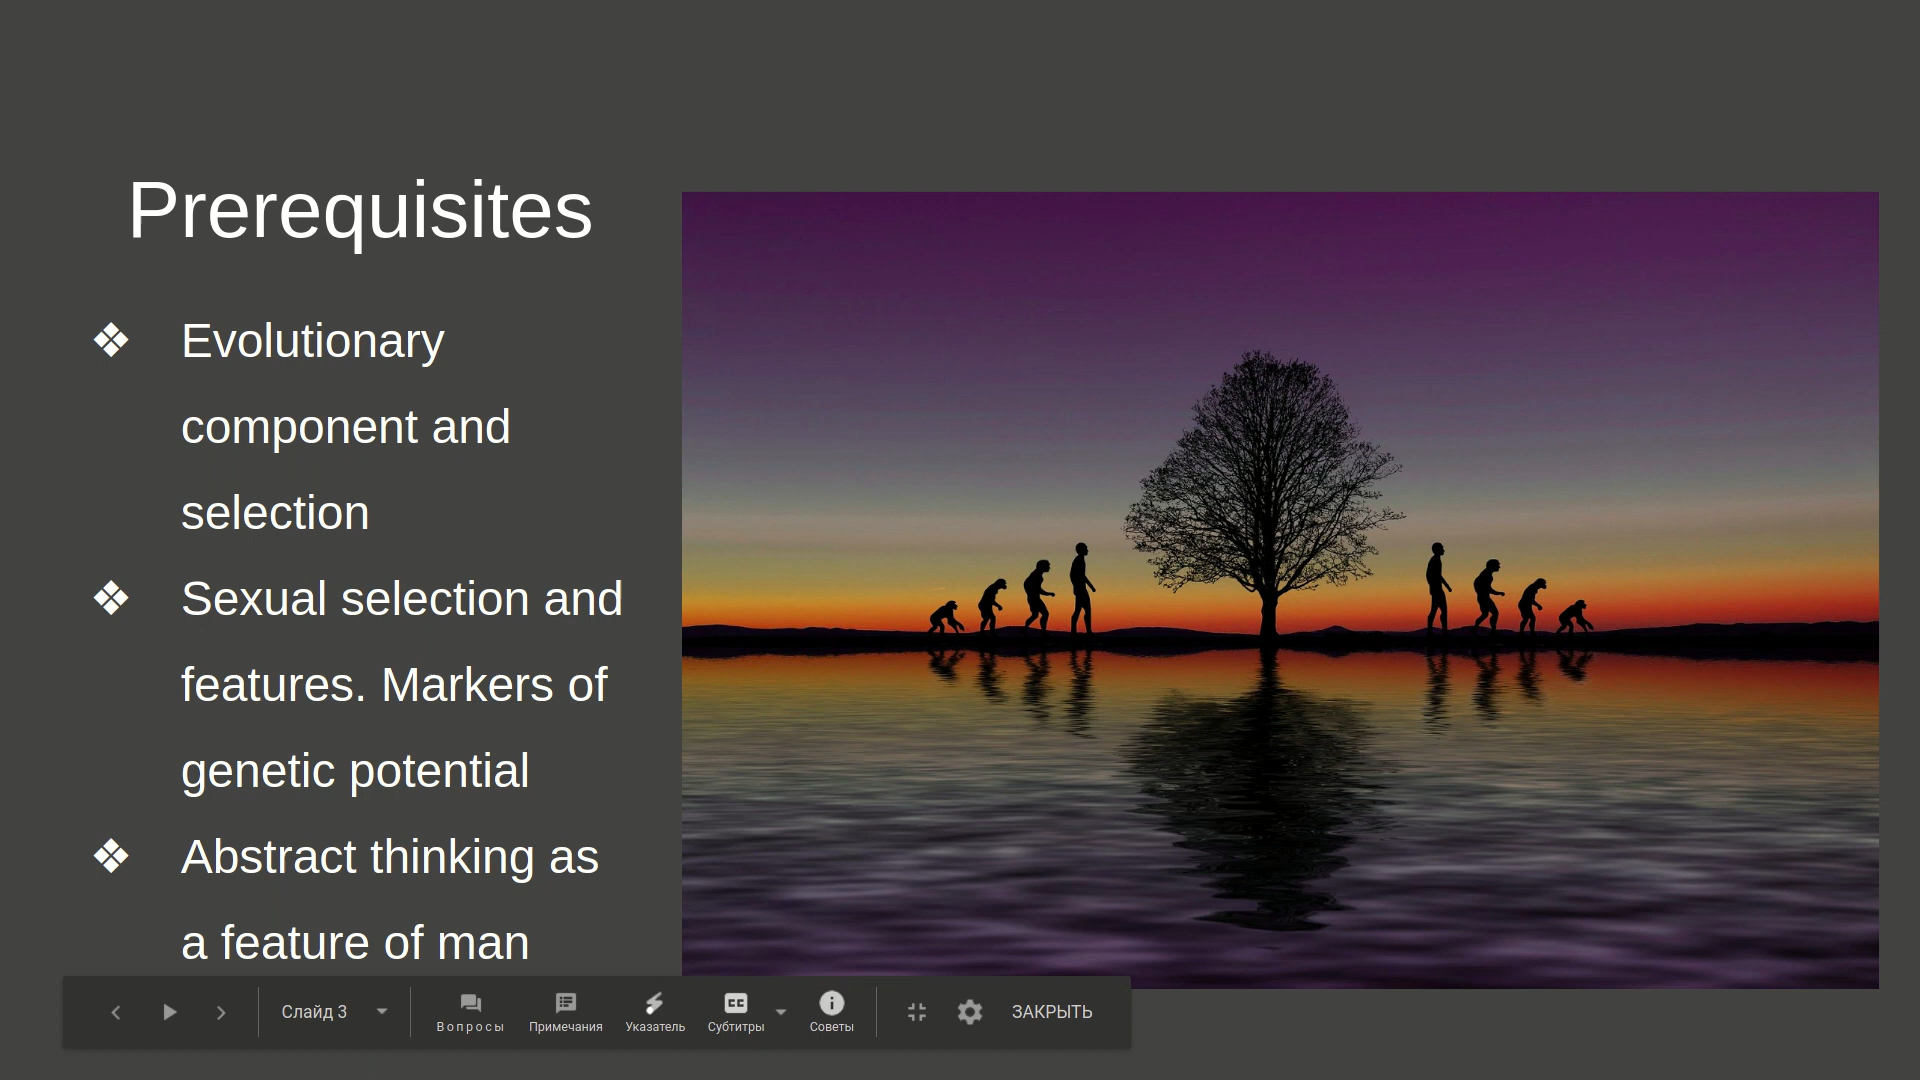 Prerequisites
❖ Evolutionary
component and
selection
❖ Sexual selection and
features. Markers of
genetic potential
❖ Abstract thinking as
a feature of man
Слайд 3
Вопросы
Примечания
Указатель
Субтитры
Советы
ЗАКРЫТЬ